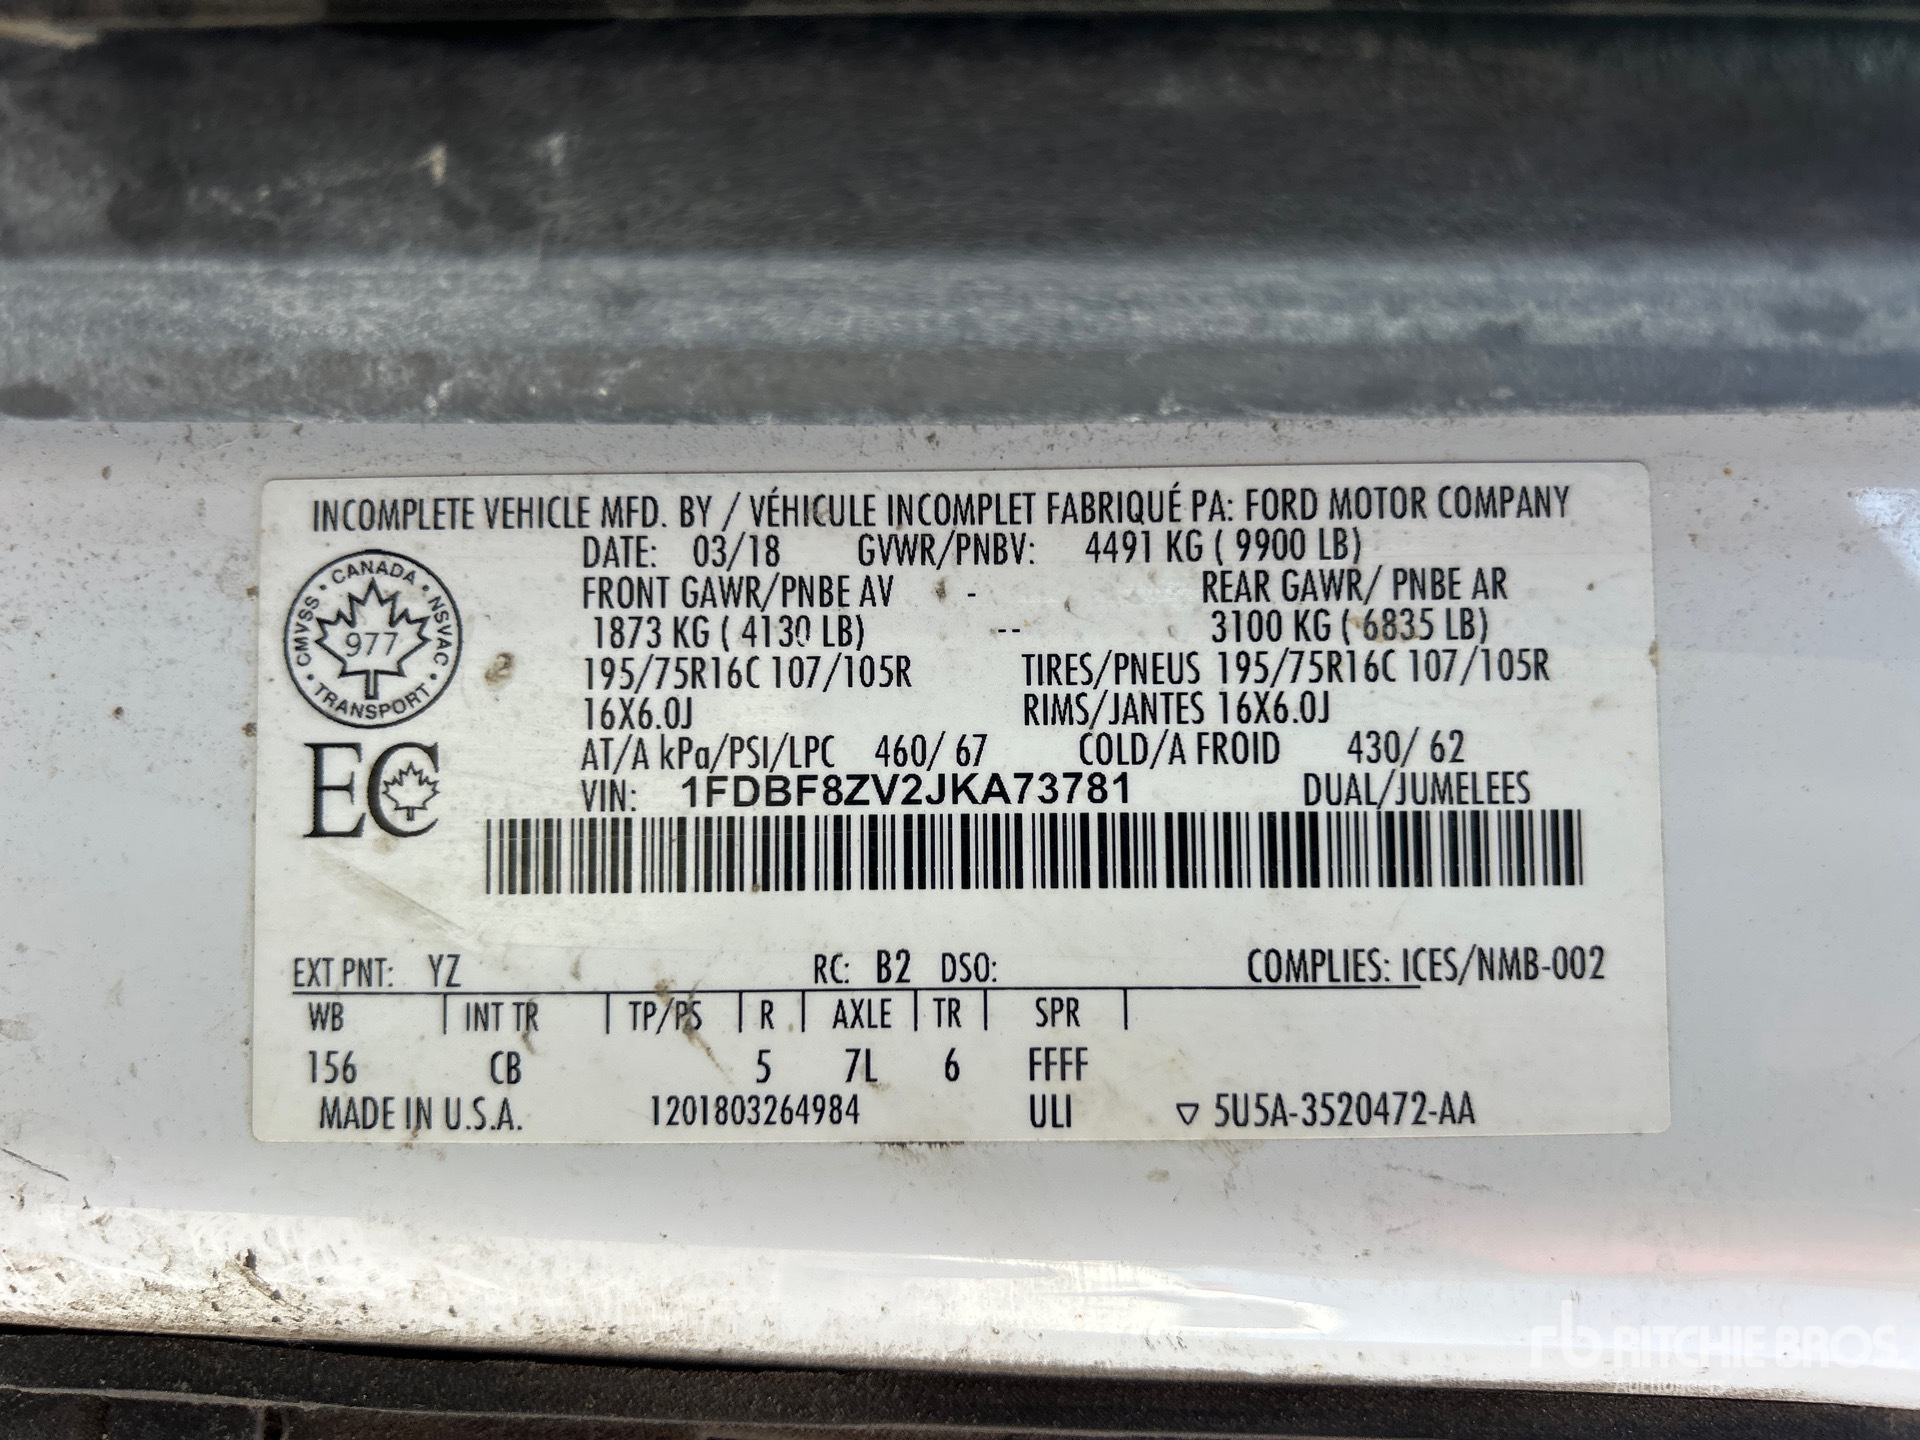 INCOMPLETE VEHICLE MFD. BY / VÉHICULE INCOMPLET FABRIQUÉ PA: FORD MOTOR COMPANY
DATE: 03/18 GVWR/PNBV: 4491 KG ( 9900 LB)
FRONT GAWR/PNBE AV - REAR GAWR/ PNBE AR
1873 KG ( 4130 LB) -- 3100 KG ( 6835 LB)
195/75R16C 107/105R TIRES/PNEUS 195/75R16C 107/105R
16X6.0J RIMS/JANTES 16X6.0J
AT/A kPa/PSI/LPC 460/ 67 COLD/A FROID 430/ 62
VIN: 1FDBF8ZV2JKA73781 DUAL/JUMELEES
CANADA
CMVSS 977 NSVAC
TRANSPORT
EC
EXT PNT: YZ RC: B2 DSO: COMPLIES: ICES/NMB-002
WB INT TR TP/PS R AXLE TR SPR
156 CB 5 7L 6 FFFF
MADE IN U.S.A. 1201803264984 ULI ▽ 5U5A-3520472-AA
rb RITCHIE BROS.
Auctioneers